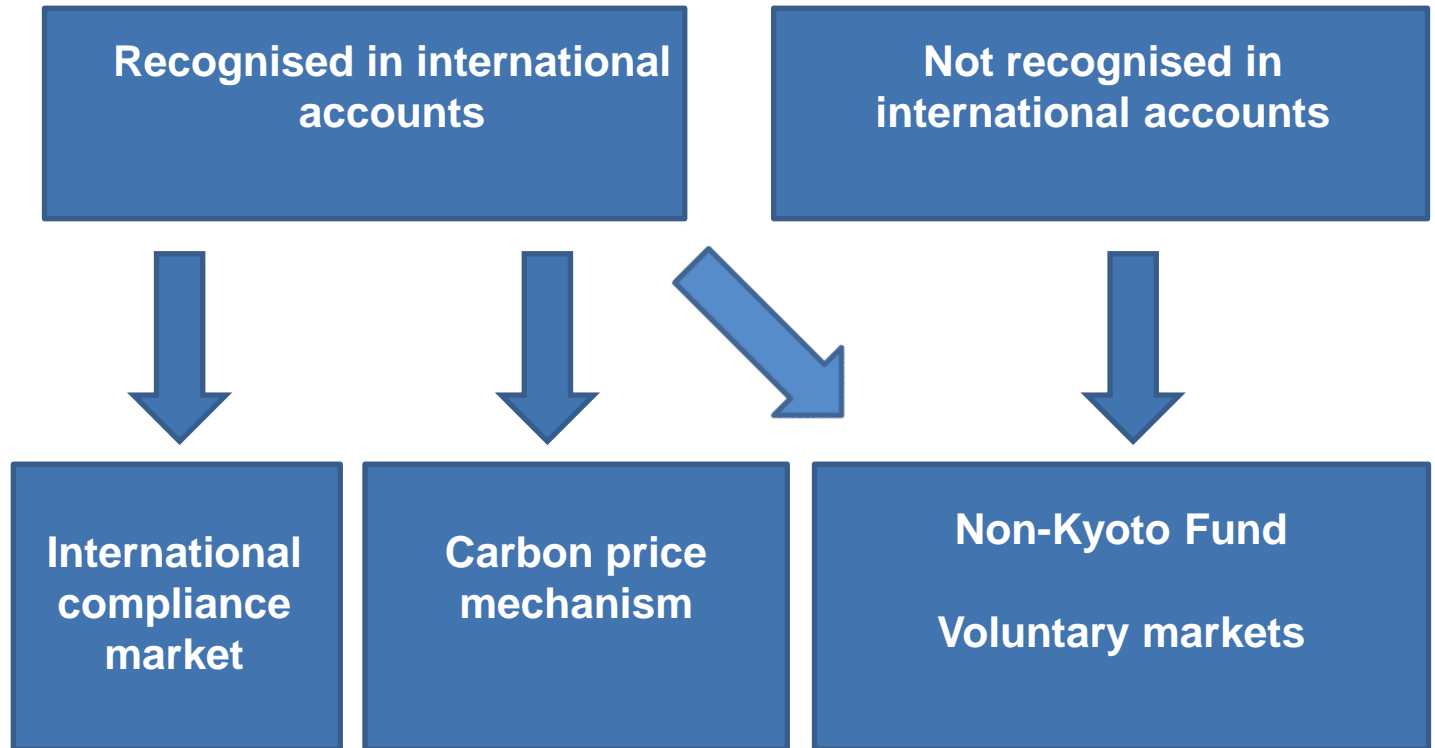 Recognised in international
accounts
Not recognised in
international accounts
International
compliance
market
Carbon price
mechanism
Non-Kyoto Fund
Voluntary markets